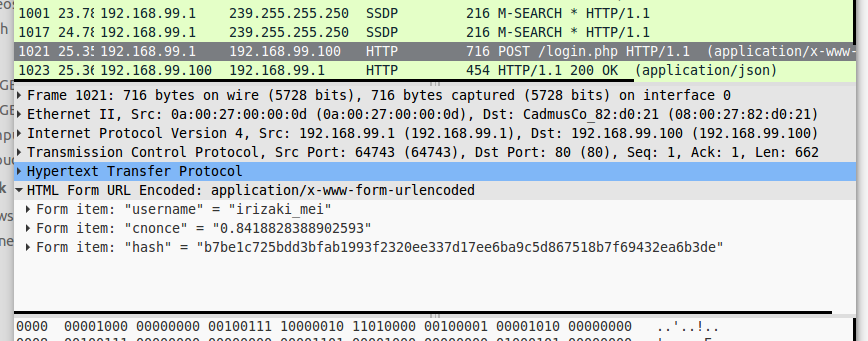 1001 23.78 192.168.99.1 239.255.255.250 SSDP 216 M-SEARCH * HTTP/1.1
1017 24.78 192.168.99.1 239.255.255.250 SSDP 216 M-SEARCH * HTTP/1.1
1021 25.35 192.168.99.1 192.168.99.100 HTTP 716 POST /login.php HTTP/1.1 (application/x-www-
1023 25.36 192.168.99.100 192.168.99.1 HTTP 454 HTTP/1.1 200 OK (application/json)
Frame 1021: 716 bytes on wire (5728 bits), 716 bytes captured (5728 bits) on interface 0
Ethernet II, Src: 0a:00:27:00:00:0d (0a:00:27:00:00:0d), Dst: CadmusCo_82:d0:21 (08:00:27:82:d0:21)
Internet Protocol Version 4, Src: 192.168.99.1 (192.168.99.1), Dst: 192.168.99.100 (192.168.99.100)
Transmission Control Protocol, Src Port: 64743 (64743), Dst Port: 80 (80), Seq: 1, Ack: 1, Len: 662
Hypertext Transfer Protocol
HTML Form URL Encoded: application/x-www-form-urlencoded
Form item: "username" = "irizaki_mei"
Form item: "cnonce" = "0.8418828388902593"
Form item: "hash" = "b7be1c725bdd3bfab1993f2320ee337d17ee6ba9c5d867518b7f69432ea6b3de"
0000 00001000 00000000 00100111 10000010 11010000 00100001 00001010 00000000 ..'..!..